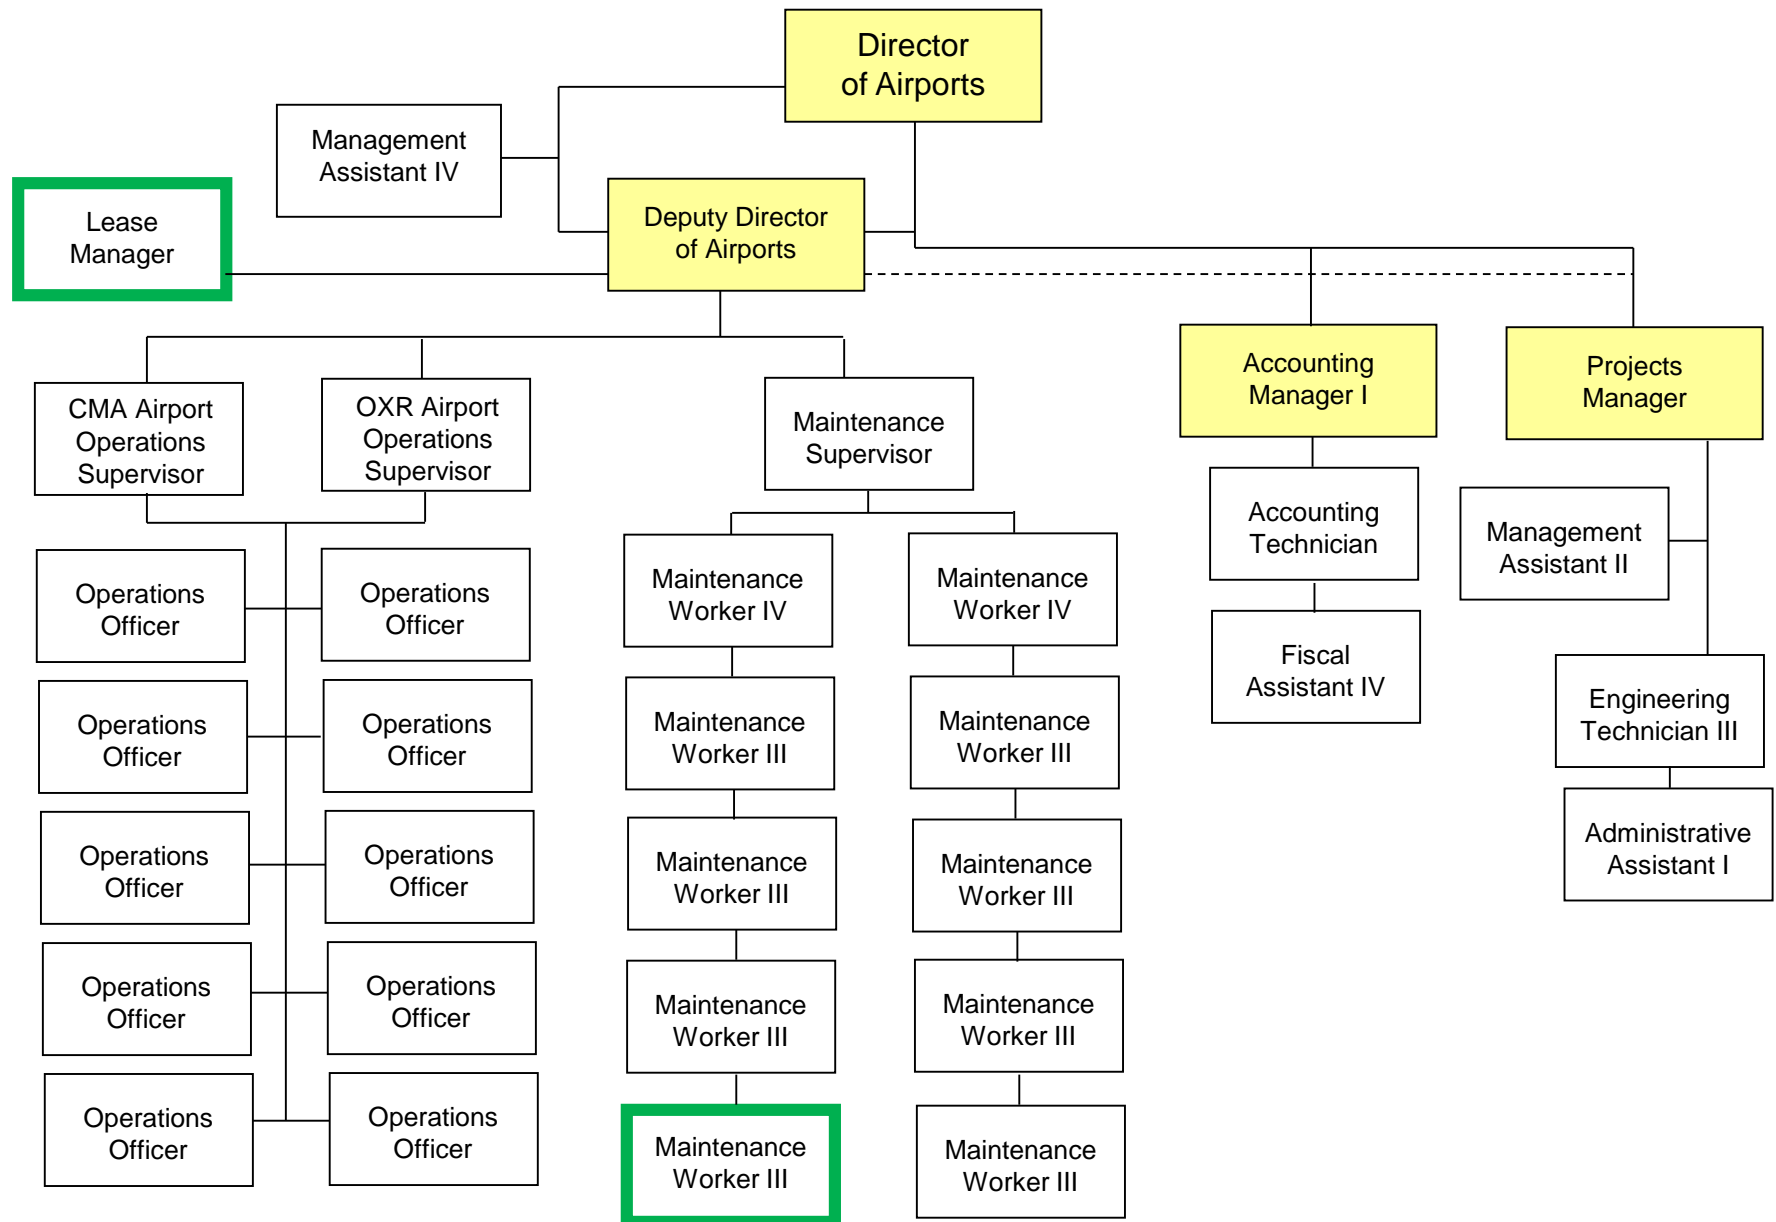 Director
of Airports
Management
Assistant IV
Lease
Manager
Deputy Director
of Airports
Accounting
Manager I
Projects
Manager
CMA Airport
Operations
Supervisor
OXR Airport
Operations
Supervisor
Maintenance
Supervisor
Accounting
Technician
Management
Assistant II
Operations
Officer
Operations
Officer
Maintenance
Worker IV
Maintenance
Worker IV
Fiscal
Assistant IV
Engineering
Technician III
Operations
Officer
Operations
Officer
Maintenance
Worker III
Maintenance
Worker III
Administrative
Assistant I
Operations
Officer
Operations
Officer
Maintenance
Worker III
Maintenance
Worker III
Operations
Officer
Operations
Officer
Maintenance
Worker III
Maintenance
Worker III
Operations
Officer
Operations
Officer
Maintenance
Worker III
Maintenance
Worker III